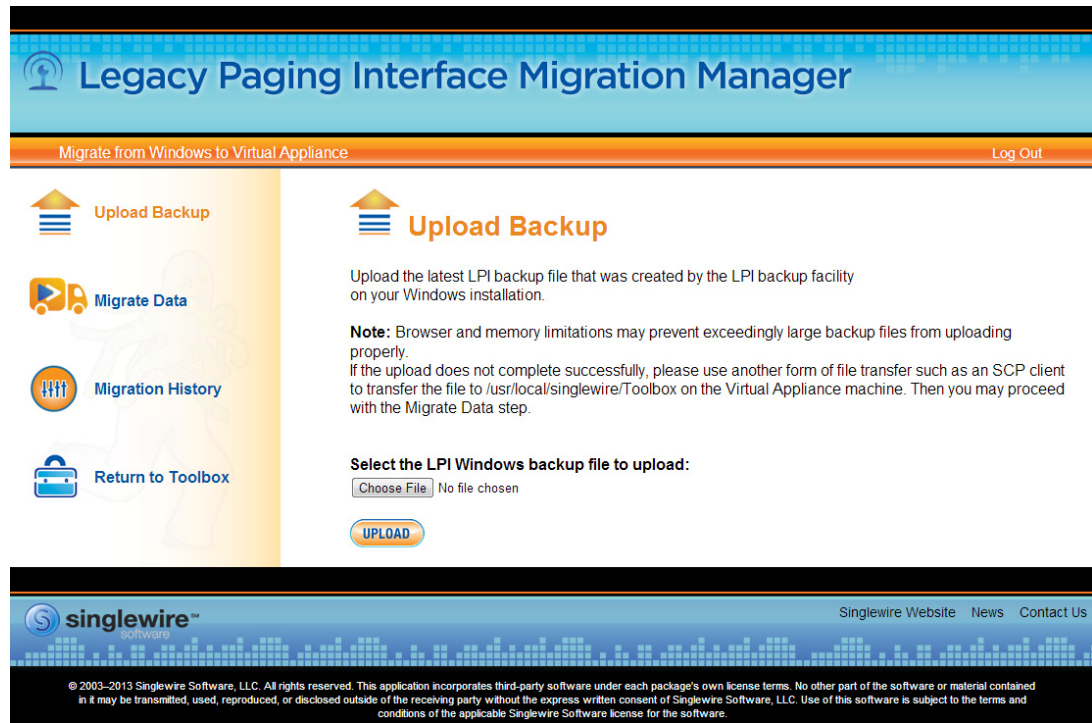 Legacy Paging Interface Migration Manager
Migrate from Windows to Virtual Appliance
Log Out
Upload Backup
Migrate Data
Migration History
Return to Toolbox
Upload Backup
Upload the latest LPI backup file that was created by the LPI backup facility
on your Windows installation.
Note: Browser and memory limitations may prevent exceedingly large backup files from uploading
properly.
If the upload does not complete successfully, please use another form of file transfer such as an SCP client
to transfer the file to /usr/local/singlewire/Toolbox on the Virtual Appliance machine. Then you may proceed
with the Migrate Data step.
Select the LPI Windows backup file to upload:
Choose File No file chosen
UPLOAD
singlewire℠
software
Singlewire Website News Contact Us
© 2003–2013 Singlewire Software, LLC. All rights reserved. This application incorporates third-party software under each package's own license terms. No other part of the software or material contained
in it may be transmitted, used, reproduced, or disclosed outside of the receiving party without the express written consent of Singlewire Software, LLC. Use of this software is subject to the terms and
conditions of the applicable Singlewire Software license for the software.